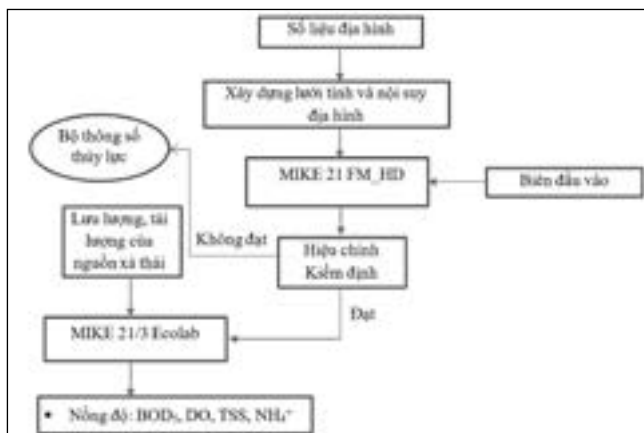 Số liệu địa hình
Xây dựng lưới tính và nội suy
địa hình
Bộ thông số
thủy lực
MIKE 21 FM_HD
Biên đầu vào
Lưu lượng, tải
lượng của
nguồn xả thải
Không đạt
Hiệu chỉnh
Kiểm định
Đạt
MIKE 21/3 Ecolab
• Nồng độ: BOD₅, DO, TSS, NH₄⁺